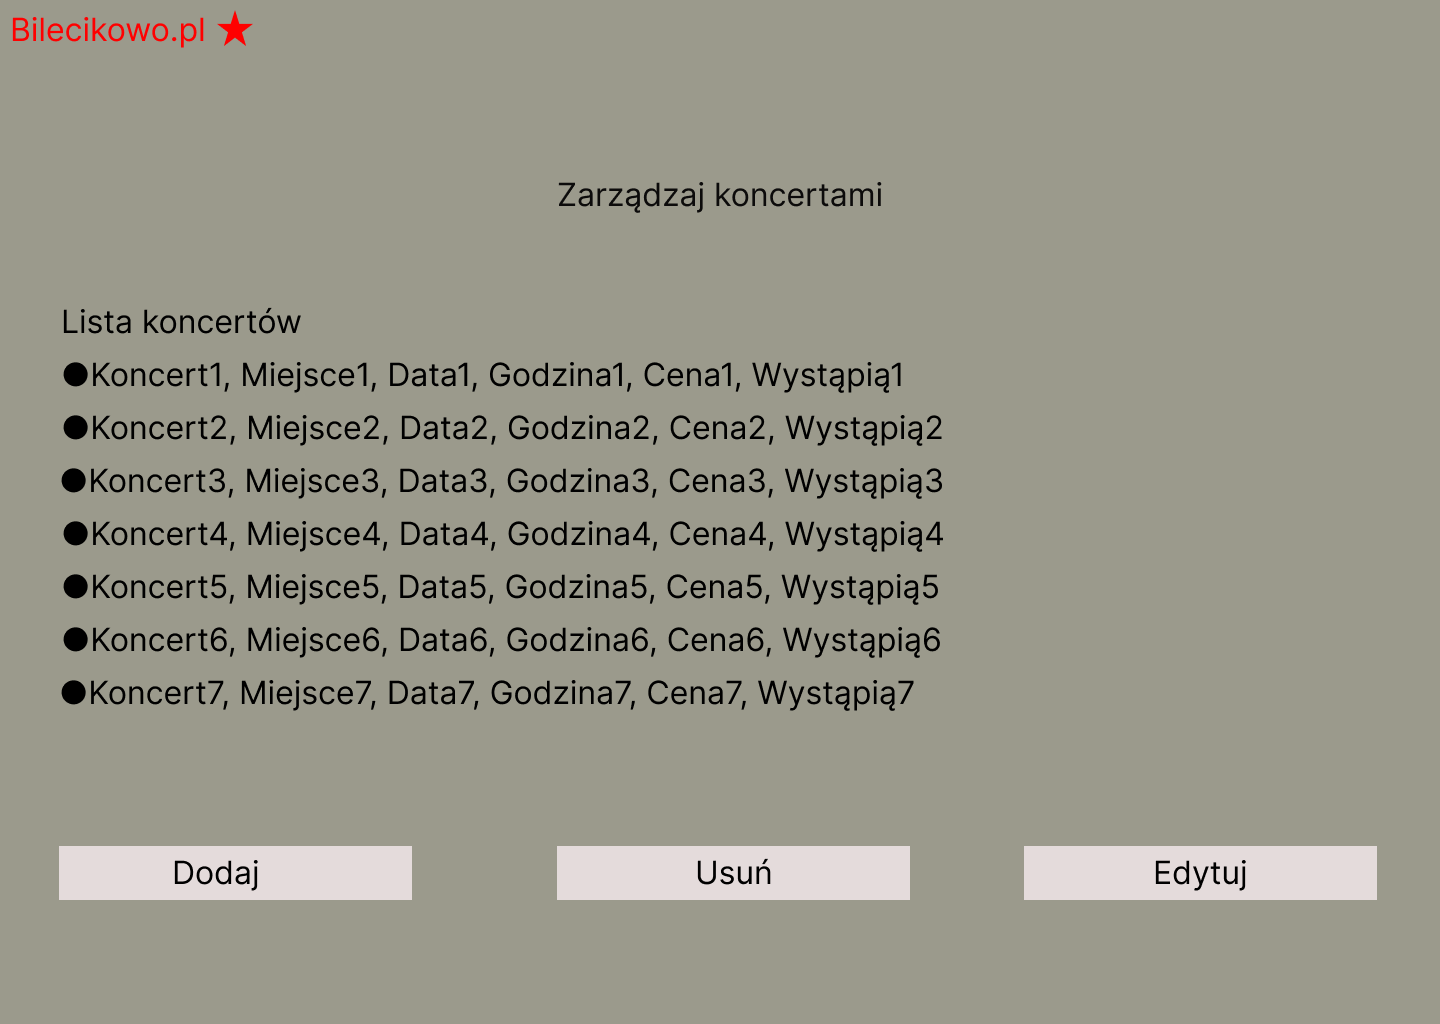 Bilecikowo.pl ★
Zarządzaj koncertami
Lista koncertów
●Koncert1, Miejsce1, Data1, Godzina1, Cena1, Wystąpią1
●Koncert2, Miejsce2, Data2, Godzina2, Cena2, Wystąpią2
●Koncert3, Miejsce3, Data3, Godzina3, Cena3, Wystąpią3
●Koncert4, Miejsce4, Data4, Godzina4, Cena4, Wystąpią4
●Koncert5, Miejsce5, Data5, Godzina5, Cena5, Wystąpią5
●Koncert6, Miejsce6, Data6, Godzina6, Cena6, Wystąpią6
●Koncert7, Miejsce7, Data7, Godzina7, Cena7, Wystąpią7
Dodaj
Usuń
Edytuj